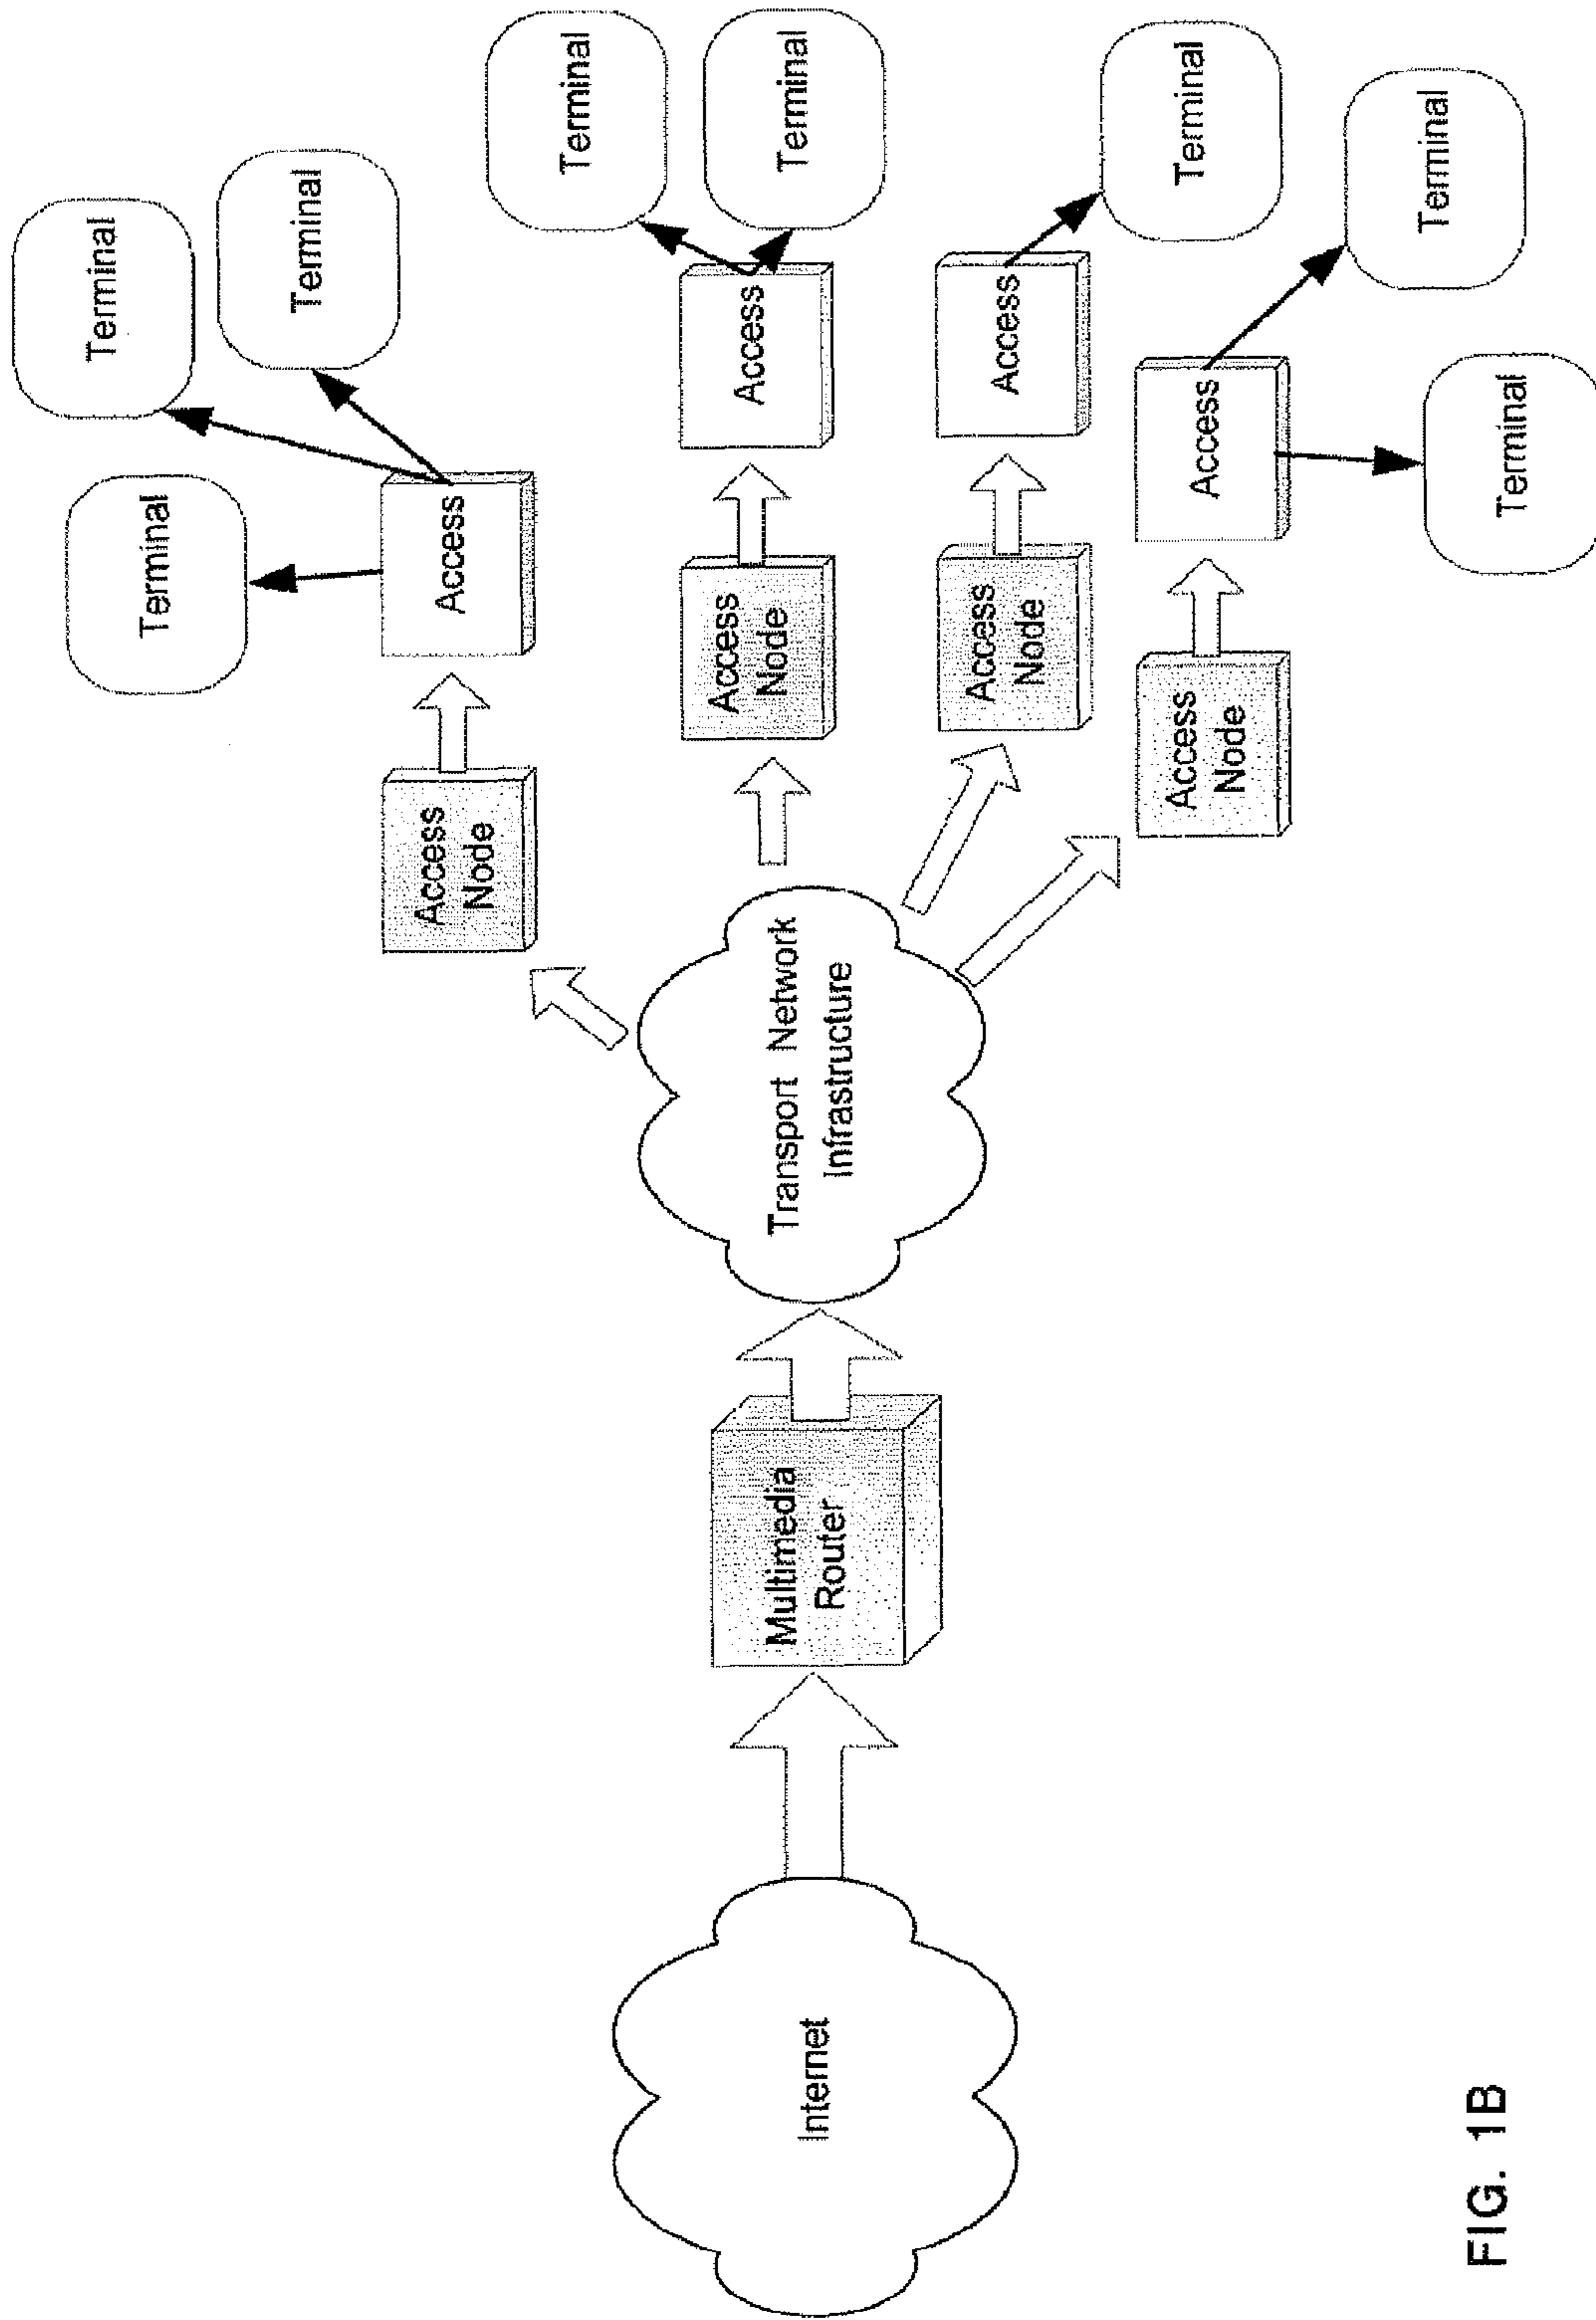 Terminal
Terminal
Terminal
Access
Access
Node
Terminal
Terminal
Access
Access
Node
Internet
Multimedia
Router
Transport Network
Infrastructure
Access
Node
Access
Terminal
Access
Node
Access
Terminal
Terminal
FIG. 1B